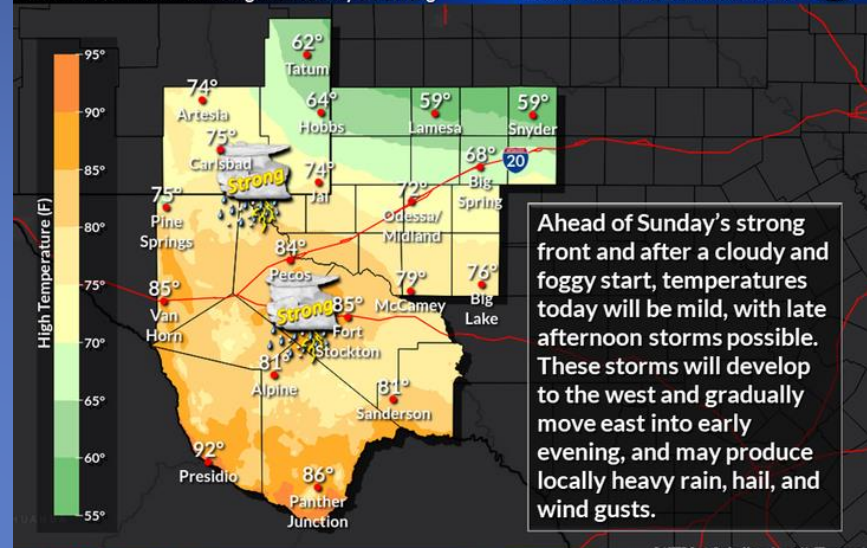 62°
Tatum
74°
Artesia
64°
Hobbs
59°
Lamesa
59°
Snyder
75°
Carlsbad
Strong
74°
Jal
68°
Big
Spring
INTERSTATE
20
75°
Pine
Springs
72°
Odessa/
Midland
84°
Pecos
79°
McCamey
76°
Big
Lake
85°
Van
Horn
Strong
85°
Fort
Stockton
81°
Alpine
81°
Sanderson
92°
Presidio
86°
Panther
Junction
High Temperature (F)
95°
90°
85°
80°
75°
70°
65°
60°
55°
Ahead of Sunday's strong
front and after a cloudy and
foggy start, temperatures
today will be mild, with late
afternoon storms possible.
These storms will develop
to the west and gradually
move east into early
evening, and may produce
locally heavy rain, hail, and
wind gusts.